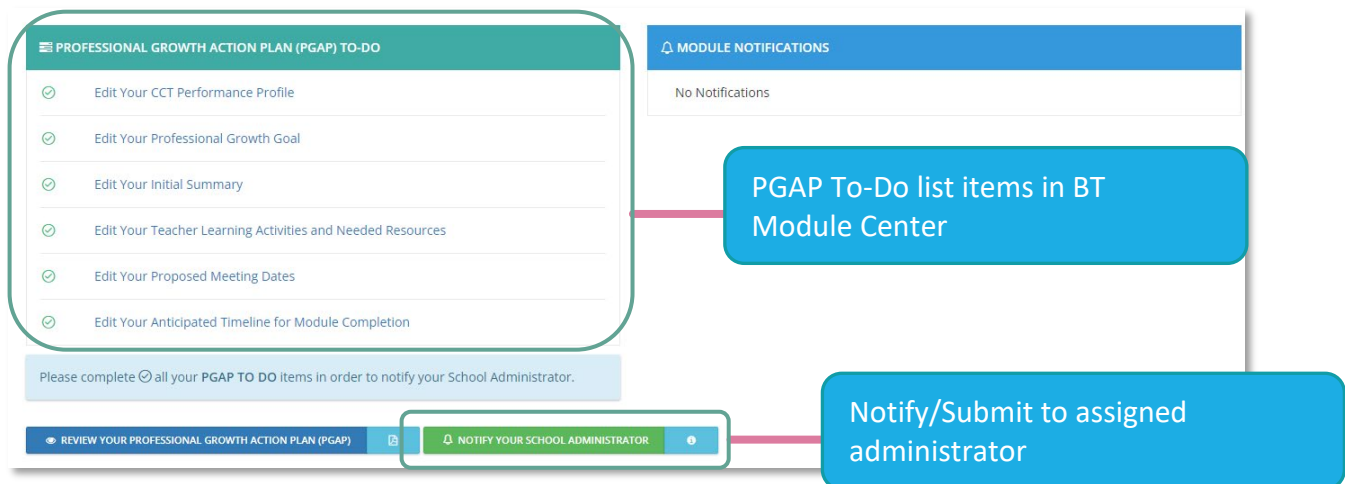 PROFESSIONAL GROWTH ACTION PLAN (PGAP) TO-DO
Edit Your CCT Performance Profile
Edit Your Professional Growth Goal
Edit Your Initial Summary
Edit Your Teacher Learning Activities and Needed Resources
Edit Your Proposed Meeting Dates
Edit Your Anticipated Timeline for Module Completion
Please complete all your PGAP TO DO items in order to notify your School Administrator.
REVIEW YOUR PROFESSIONAL GROWTH ACTION PLAN (PGAP)
NOTIFY YOUR SCHOOL ADMINISTRATOR
MODULE NOTIFICATIONS
No Notifications
PGAP To-Do list items in BT
Module Center
Notify/Submit to assigned
administrator